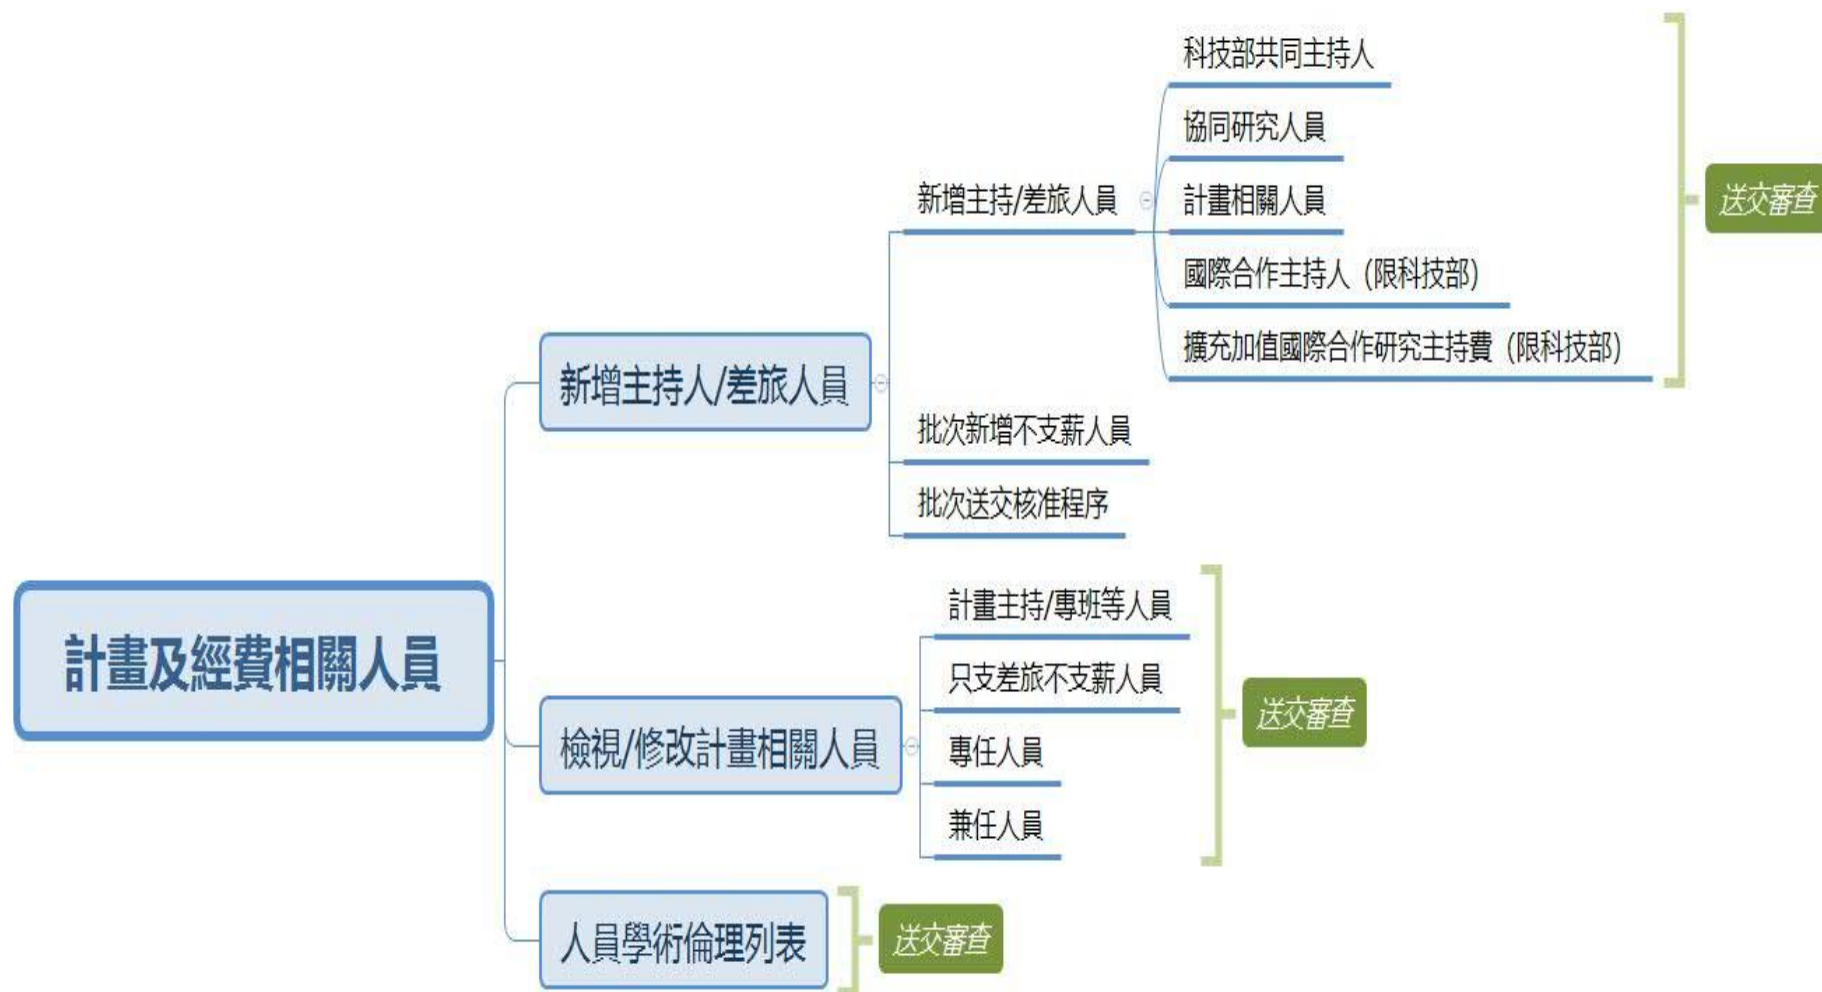 計畫及經費相關人員
新增主持人/差旅人員
新增主持/差旅人員
科技部共同主持人
協同研究人員
計畫相關人員
國際合作主持人（限科技部）
擴充加值國際合作研究主持費（限科技部）
送交審查
批次新增不支薪人員
批次送交核准程序
檢視/修改計畫相關人員
計畫主持/專班等人員
只支差旅不支薪人員
專任人員
兼任人員
送交審查
人員學術倫理列表
送交審查